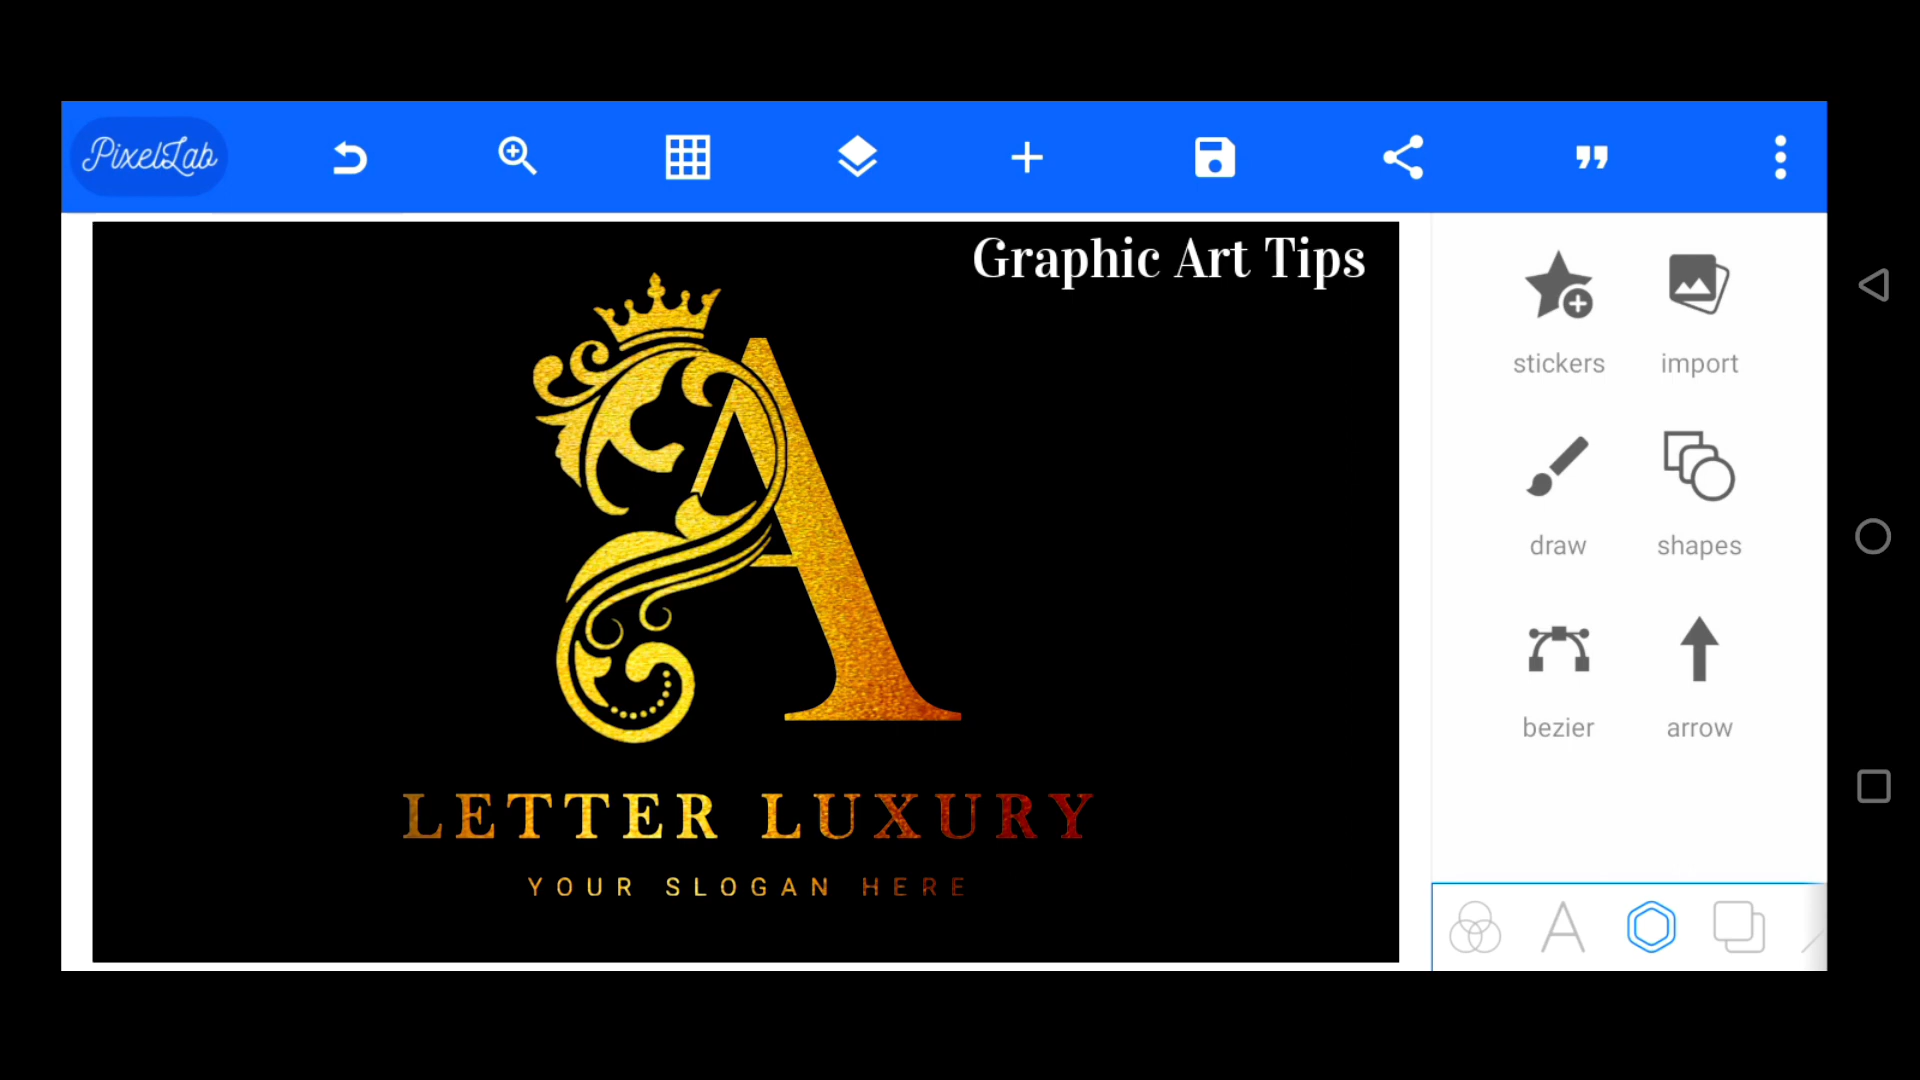 PixelLab
Graphic Art Tips
stickers
import
draw
shapes
bezier
arrow
A
LETTER LUXURY
YOUR SLOGAN HERE